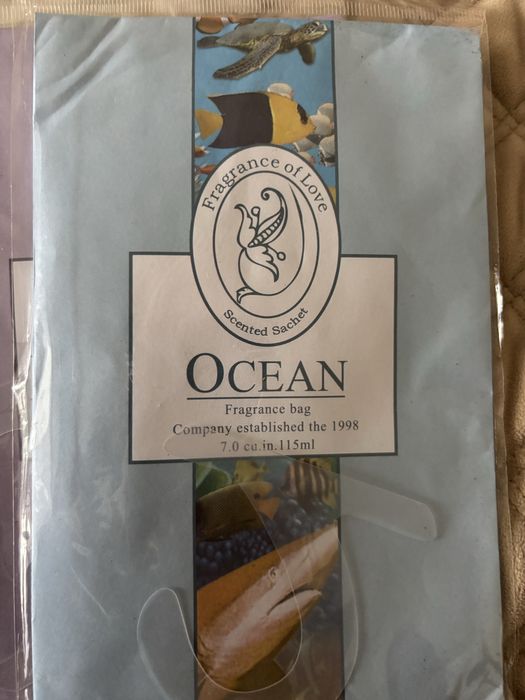 Fragrance of Love
Scented Sachet
OCEAN
Fragrance bag
Company established the 1998
7.0 cu.in.115ml